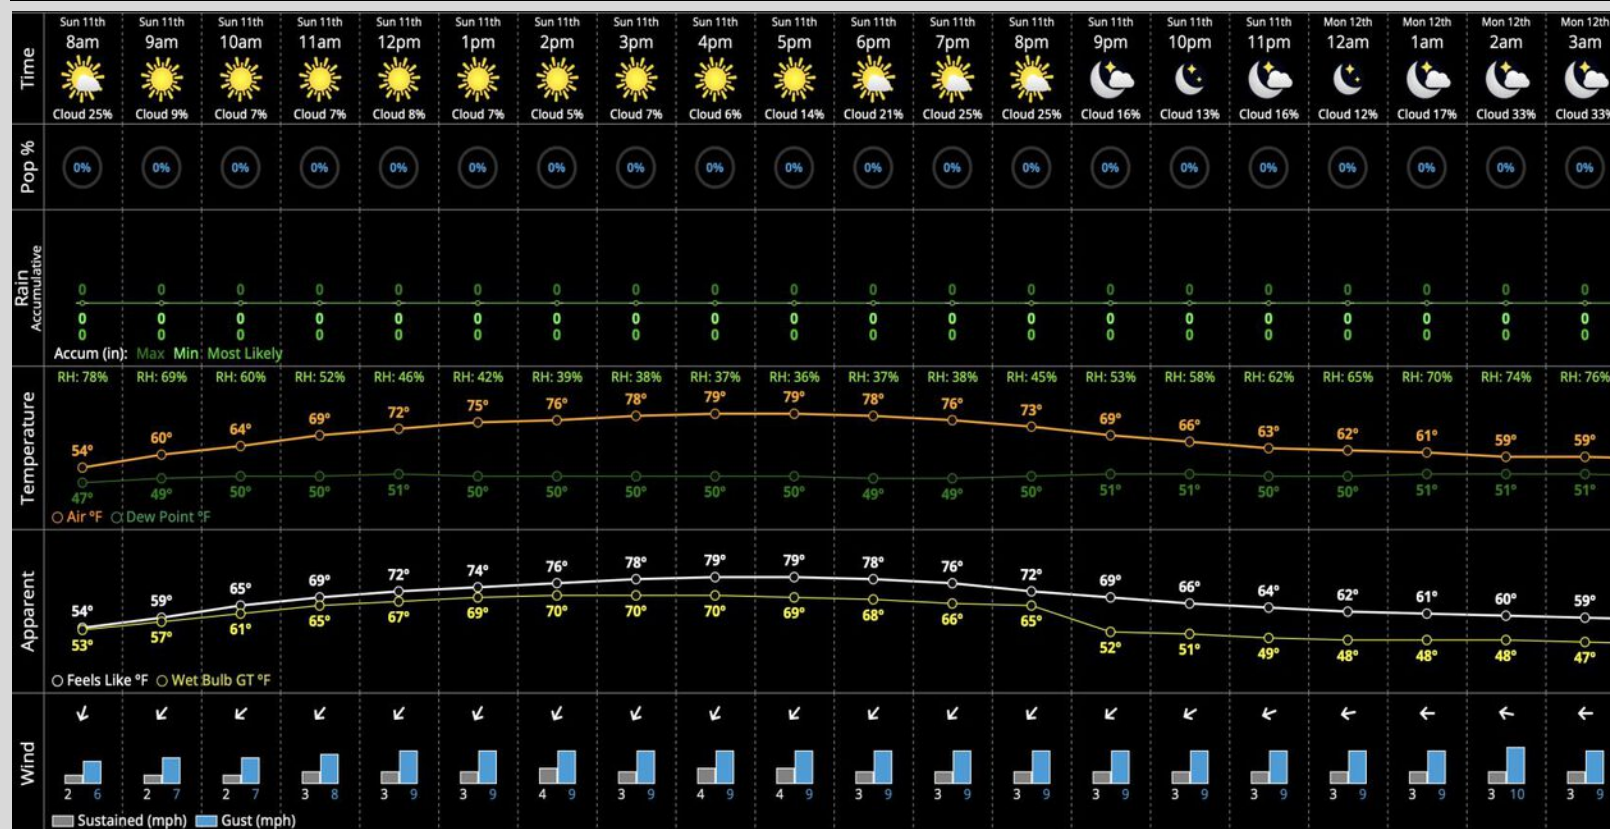 Time
Sun 11th Sun 11th Sun 11th Sun 11th Sun 11th Sun 11th Sun 11th Sun 11th Sun 11th Sun 11th Sun 11th Sun 11th Sun 11th Sun 11th Sun 11th Sun 11th Mon 12th Mon 12th Mon 12th Mon 12th
8am 9am 10am 11am 12pm 1pm 2pm 3pm 4pm 5pm 6pm 7pm 8pm 9pm 10pm 11pm 12am 1am 2am 3am
Cloud 25% Cloud 9% Cloud 7% Cloud 7% Cloud 8% Cloud 7% Cloud 5% Cloud 7% Cloud 6% Cloud 14% Cloud 21% Cloud 25% Cloud 25% Cloud 16% Cloud 13% Cloud 16% Cloud 12% Cloud 17% Cloud 33% Cloud 33%
Pop %
0% 0% 0% 0% 0% 0% 0% 0% 0% 0% 0% 0% 0% 0% 0% 0% 0% 0% 0% 0%
Rain
Accumulative
0 0 0 0 0 0 0 0 0 0 0 0 0 0 0 0 0 0 0 0
0 0 0 0 0 0 0 0 0 0 0 0 0 0 0 0 0 0 0 0
0 0 0 0 0 0 0 0 0 0 0 0 0 0 0 0 0 0 0 0
Accum (in): Max Min Most Likely
Temperature
RH: 78% RH: 69% RH: 60% RH: 52% RH: 46% RH: 42% RH: 39% RH: 38% RH: 37% RH: 36% RH: 37% RH: 38% RH: 45% RH: 53% RH: 58% RH: 62% RH: 65% RH: 70% RH: 74% RH: 76%
54° 60° 64° 69° 72° 75° 76° 78° 79° 79° 78° 76° 73° 69° 66° 63° 62° 61° 59° 59°
47° 49° 50° 50° 51° 50° 50° 50° 50° 50° 49° 49° 50° 51° 51° 50° 50° 51° 51° 51°
Air ºF Dew Point ºF
Apparent
54° 59° 65° 69° 72° 74° 76° 78° 79° 79° 78° 76° 72° 69° 66° 64° 62° 61° 60° 59°
53° 57° 61° 65° 67° 69° 70° 70° 70° 69° 68° 66° 65° 52° 51° 49° 48° 48° 48° 47°
Feels Like ºF Wet Bulb GT ºF
Wind
2 6 2 7 2 7 3 8 3 9 3 9 4 9 3 9 4 9 4 9 3 9 3 9 3 9 3 9 3 9 3 9 3 9 3 9 3 10 3 9
Sustained (mph) Gust (mph)